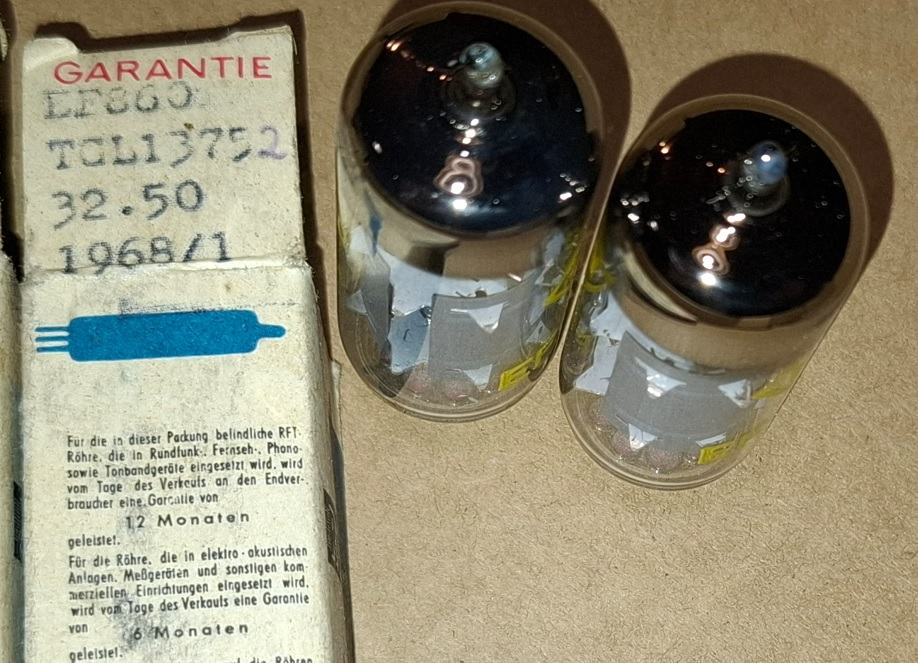 GARANTIE
EF860
TGL13752
32.50
1968/1
Für die in dieser Packung befindliche RFT-
Röhre, die in Rundfunk-, Fernseh-, Phono-
sowie Tonbandgeräte eingesetzt wird, wird
vom Tage des Verkaufs an den Endver-
braucher eine Garantie von
12 Monaten
geleistet.
Für die Röhre, die in elektro-akustischen
Anlagen, Meßgeräten und sonstigen kom-
merziellen Einrichtungen eingesetzt wird,
wird vom Tage des Verkaufs eine Garantie
von 6 Monaten
geleistet.
die Röhren